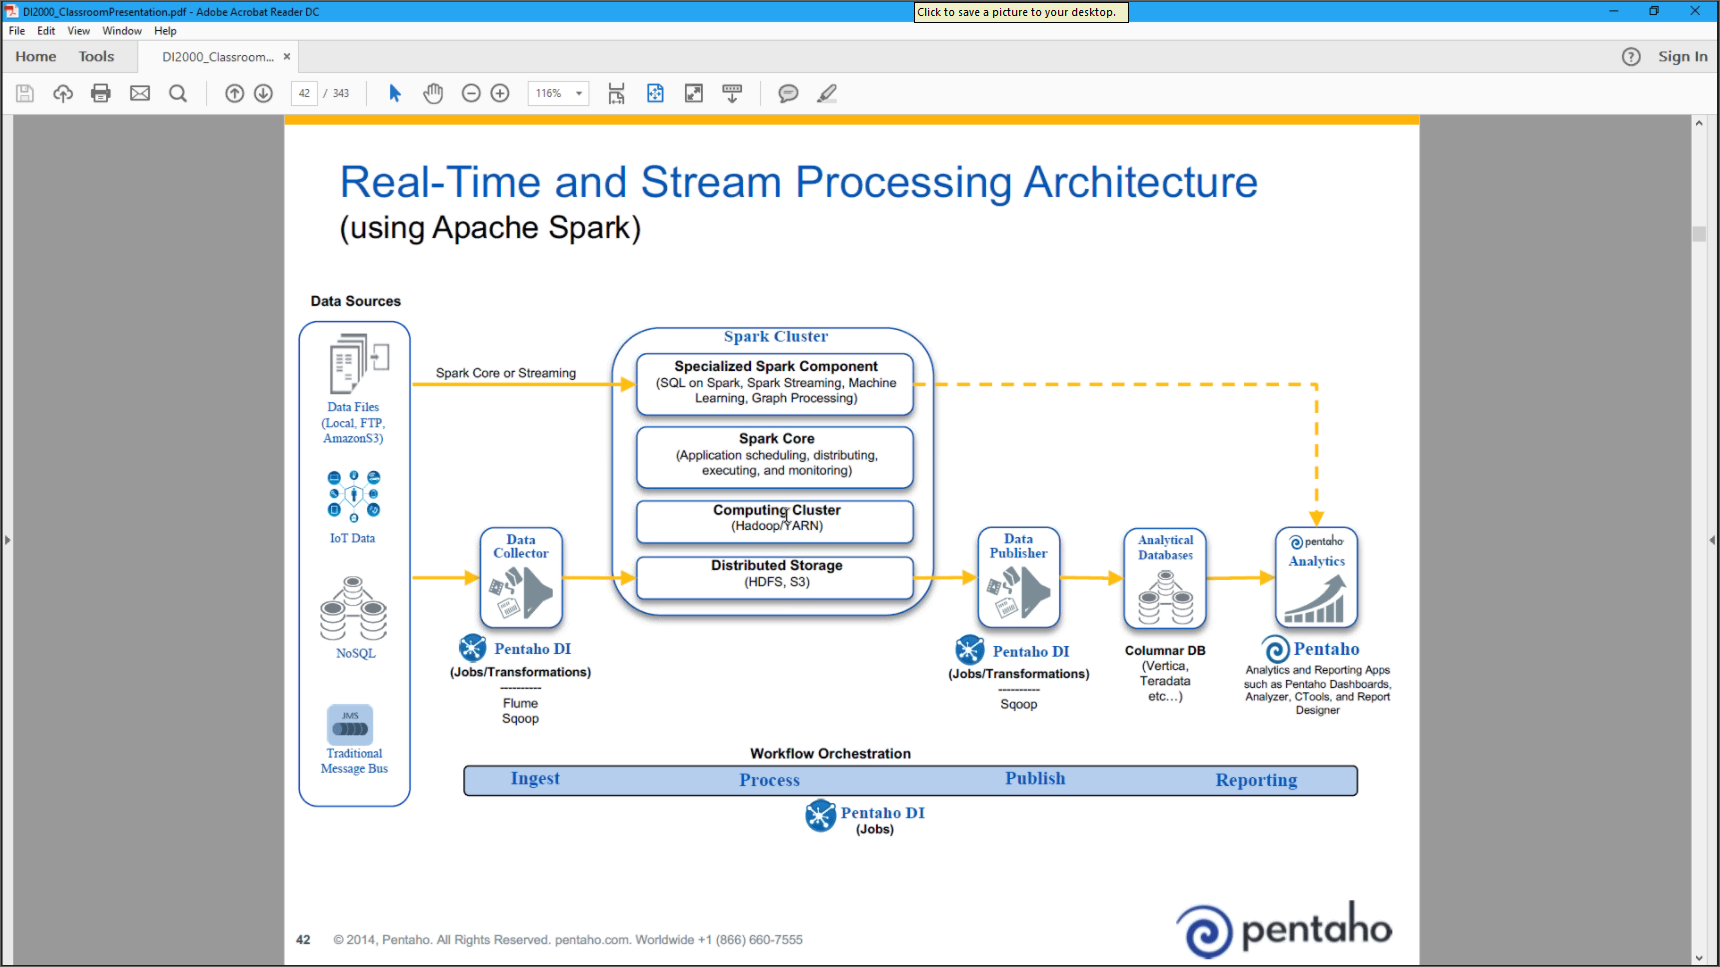 DI2000_ClassroomPresentation.pdf - Adobe Acrobat Reader DC
Click to save a picture to your desktop.
File Edit View Window Help
Home Tools DI2000_Classroom... × Sign In
42 / 343 116%
Real-Time and Stream Processing Architecture
(using Apache Spark)
Data Sources
Data Files
(Local, FTP,
AmazonS3)
IoT Data
NoSQL
JMS
Traditional
Message Bus
Spark Core or Streaming
Spark Cluster
Specialized Spark Component
(SQL on Spark, Spark Streaming, Machine
Learning, Graph Processing)
Spark Core
(Application scheduling, distributing,
executing, and monitoring)
Computing Cluster
(Hadoop/YARN)
Distributed Storage
(HDFS, S3)
Data
Collector
Pentaho DI
(Jobs/Transformations)
----------
Flume
Sqoop
Data
Publisher
Pentaho DI
(Jobs/Transformations)
----------
Sqoop
Analytical
Databases
Columnar DB
(Vertica,
Teradata
etc...)
pentaho
Analytics
Pentaho
Analytics and Reporting Apps
such as Pentaho Dashboards,
Analyzer, CTools, and Report
Designer
Workflow Orchestration
Ingest Process Publish Reporting
Pentaho DI
(Jobs)
42 © 2014, Pentaho. All Rights Reserved. pentaho.com. Worldwide +1 (866) 660-7555
pentaho